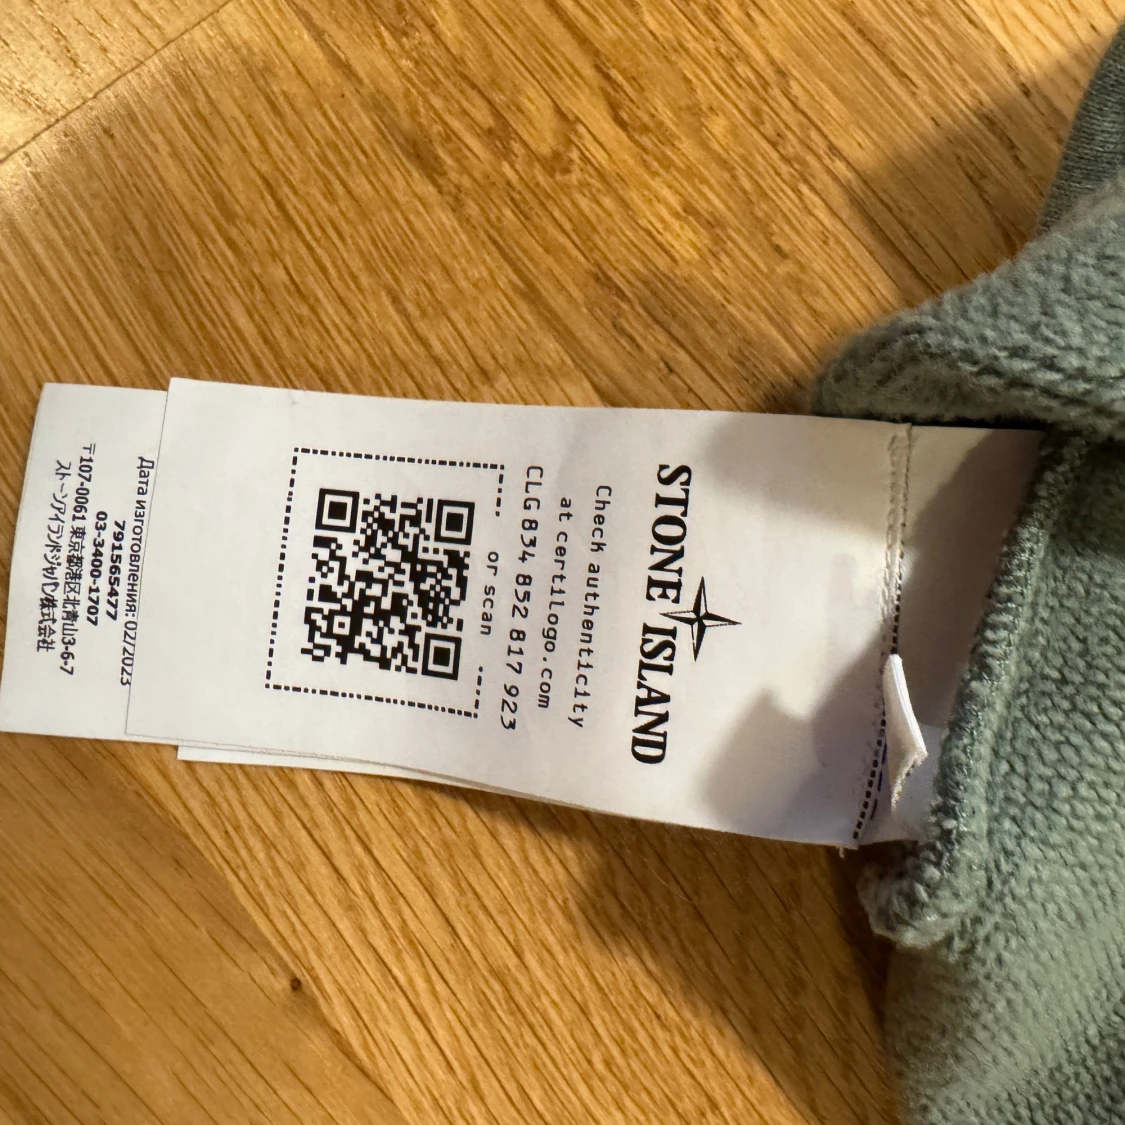 STONE ISLAND
Check authenticity
at certilogo.com
CLG 834 852 817 923
or scan
Дата изготовления: 02/2023
791565477
03-3400-1707
〒107-0061 東京都港区北青山3-6-7
ストーンアイランドジャパン株式会社